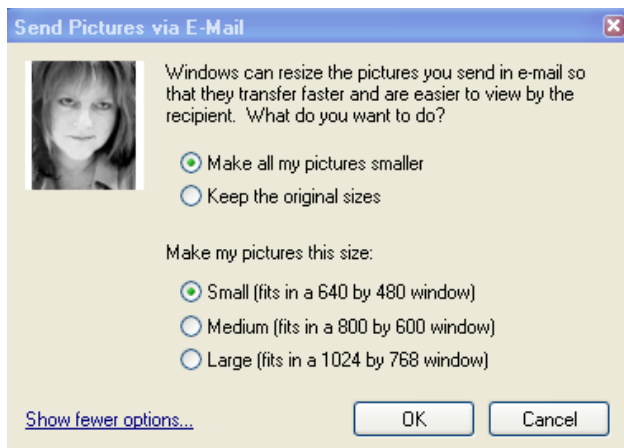 Send Pictures via E-Mail
Windows can resize the pictures you send in e-mail so
that they transfer faster and are easier to view by the
recipient.  What do you want to do?
Make all my pictures smaller
Keep the original sizes
Make my pictures this size:
Small (fits in a 640 by 480 window)
Medium (fits in a 800 by 600 window)
Large (fits in a 1024 by 768 window)
Show fewer options...
OK
Cancel